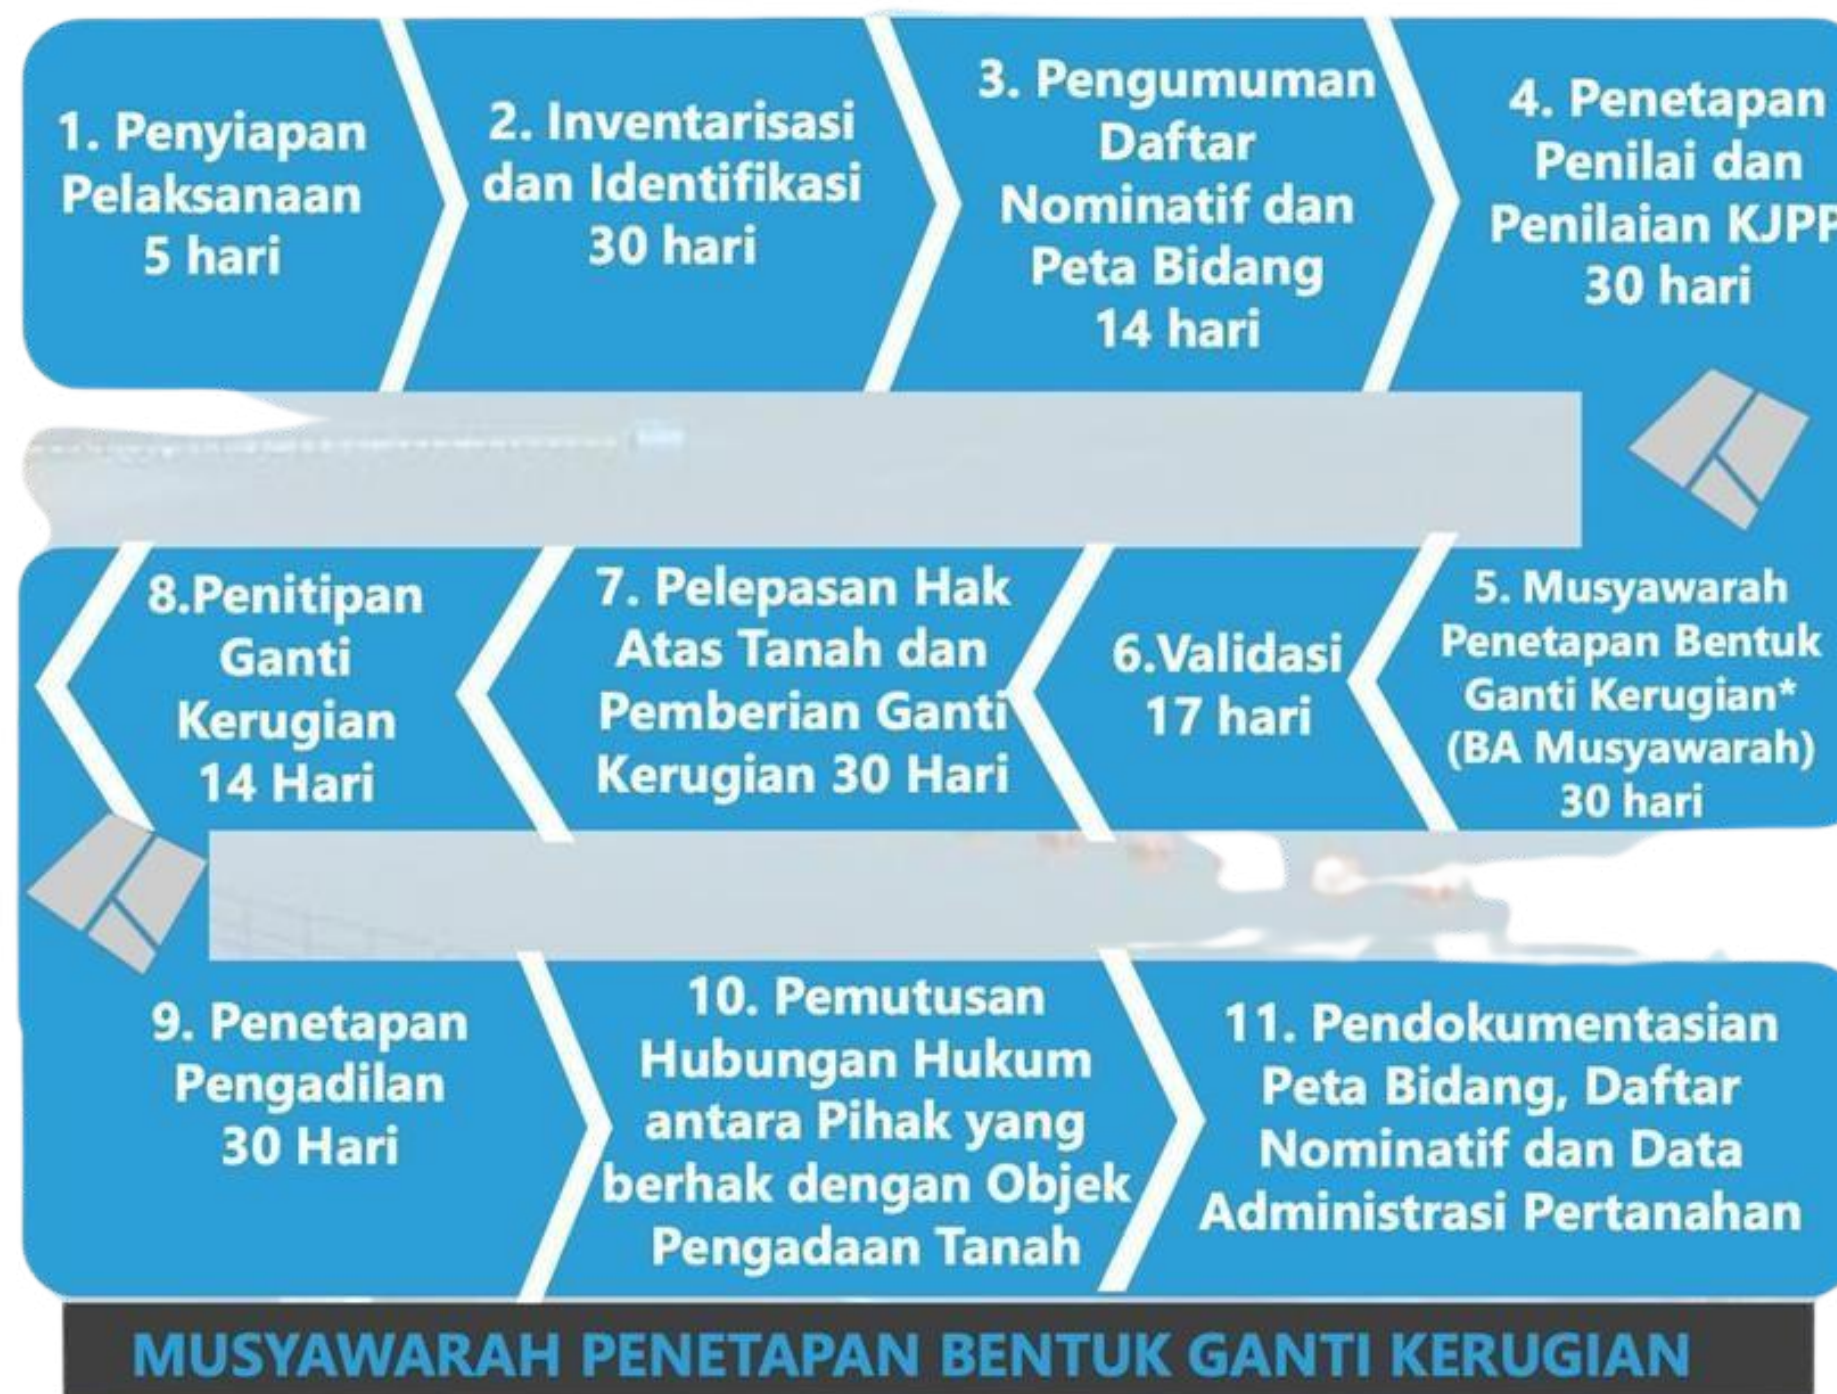 1. Penyiapan
Pelaksanaan
5 hari
2. Inventarisasi
dan Identifikasi
30 hari
3. Pengumuman
Daftar
Nominatif dan
Peta Bidang
14 hari
4. Penetapan
Penilai dan
Penilaian KJPP
30 hari
5. Musyawarah
Penetapan Bentuk
Ganti Kerugian*
(BA Musyawarah)
30 hari
6.Validasi
17 hari
7. Pelepasan Hak
Atas Tanah dan
Pemberian Ganti
Kerugian 30 Hari
8.Penitipan
Ganti
Kerugian
14 Hari
9. Penetapan
Pengadilan
30 Hari
10. Pemutusan
Hubungan Hukum
antara Pihak yang
berhak dengan Objek
Pengadaan Tanah
11. Pendokumentasian
Peta Bidang, Daftar
Nominatif dan Data
Administrasi Pertanahan
MUSYAWARAH PENETAPAN BENTUK GANTI KERUGIAN